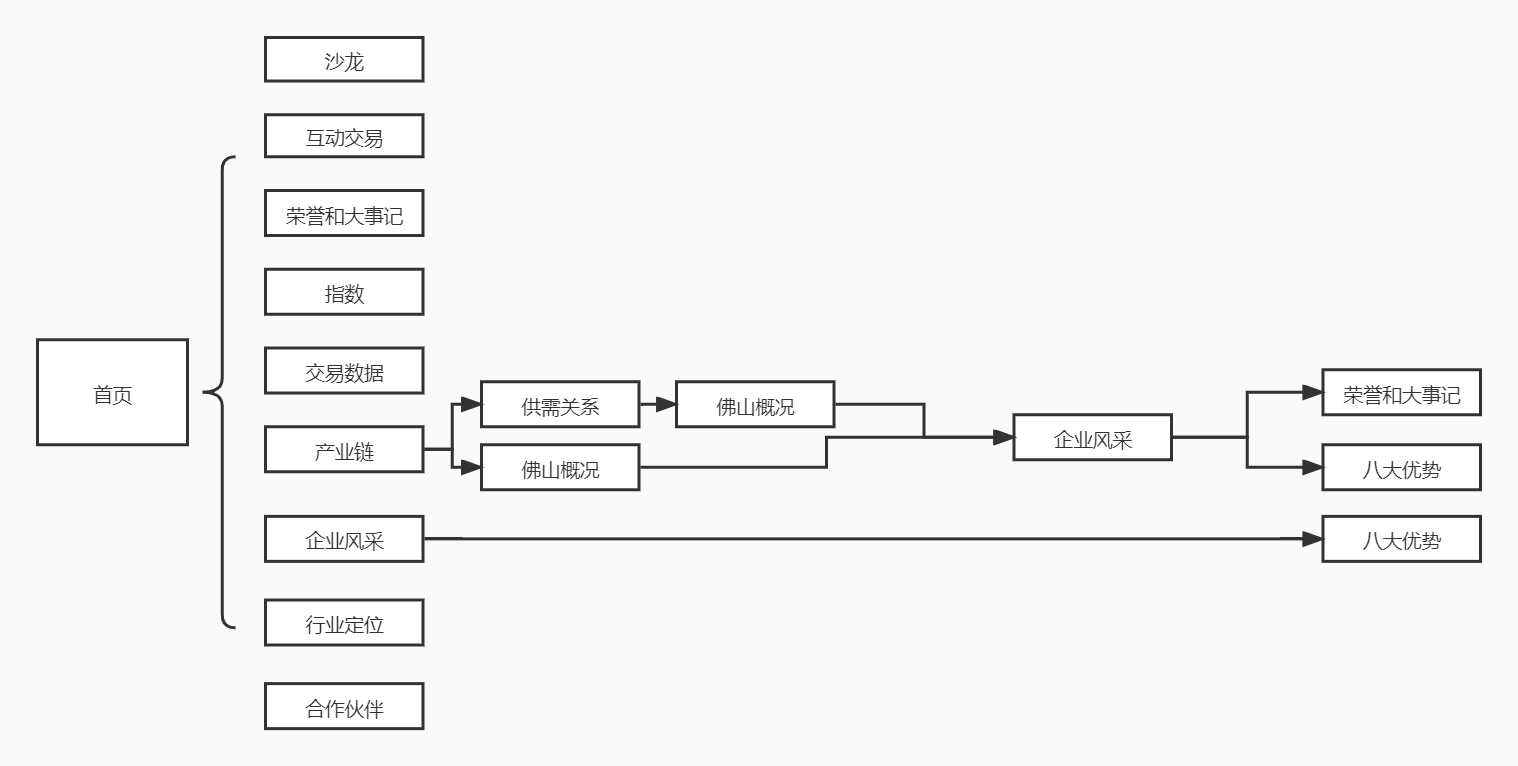 沙龙
互动交易
荣誉和大事记
指数
首页
交易数据
供需关系
佛山概况
荣誉和大事记
产业链
企业风采
佛山概况
八大优势
企业风采
八大优势
行业定位
合作伙伴